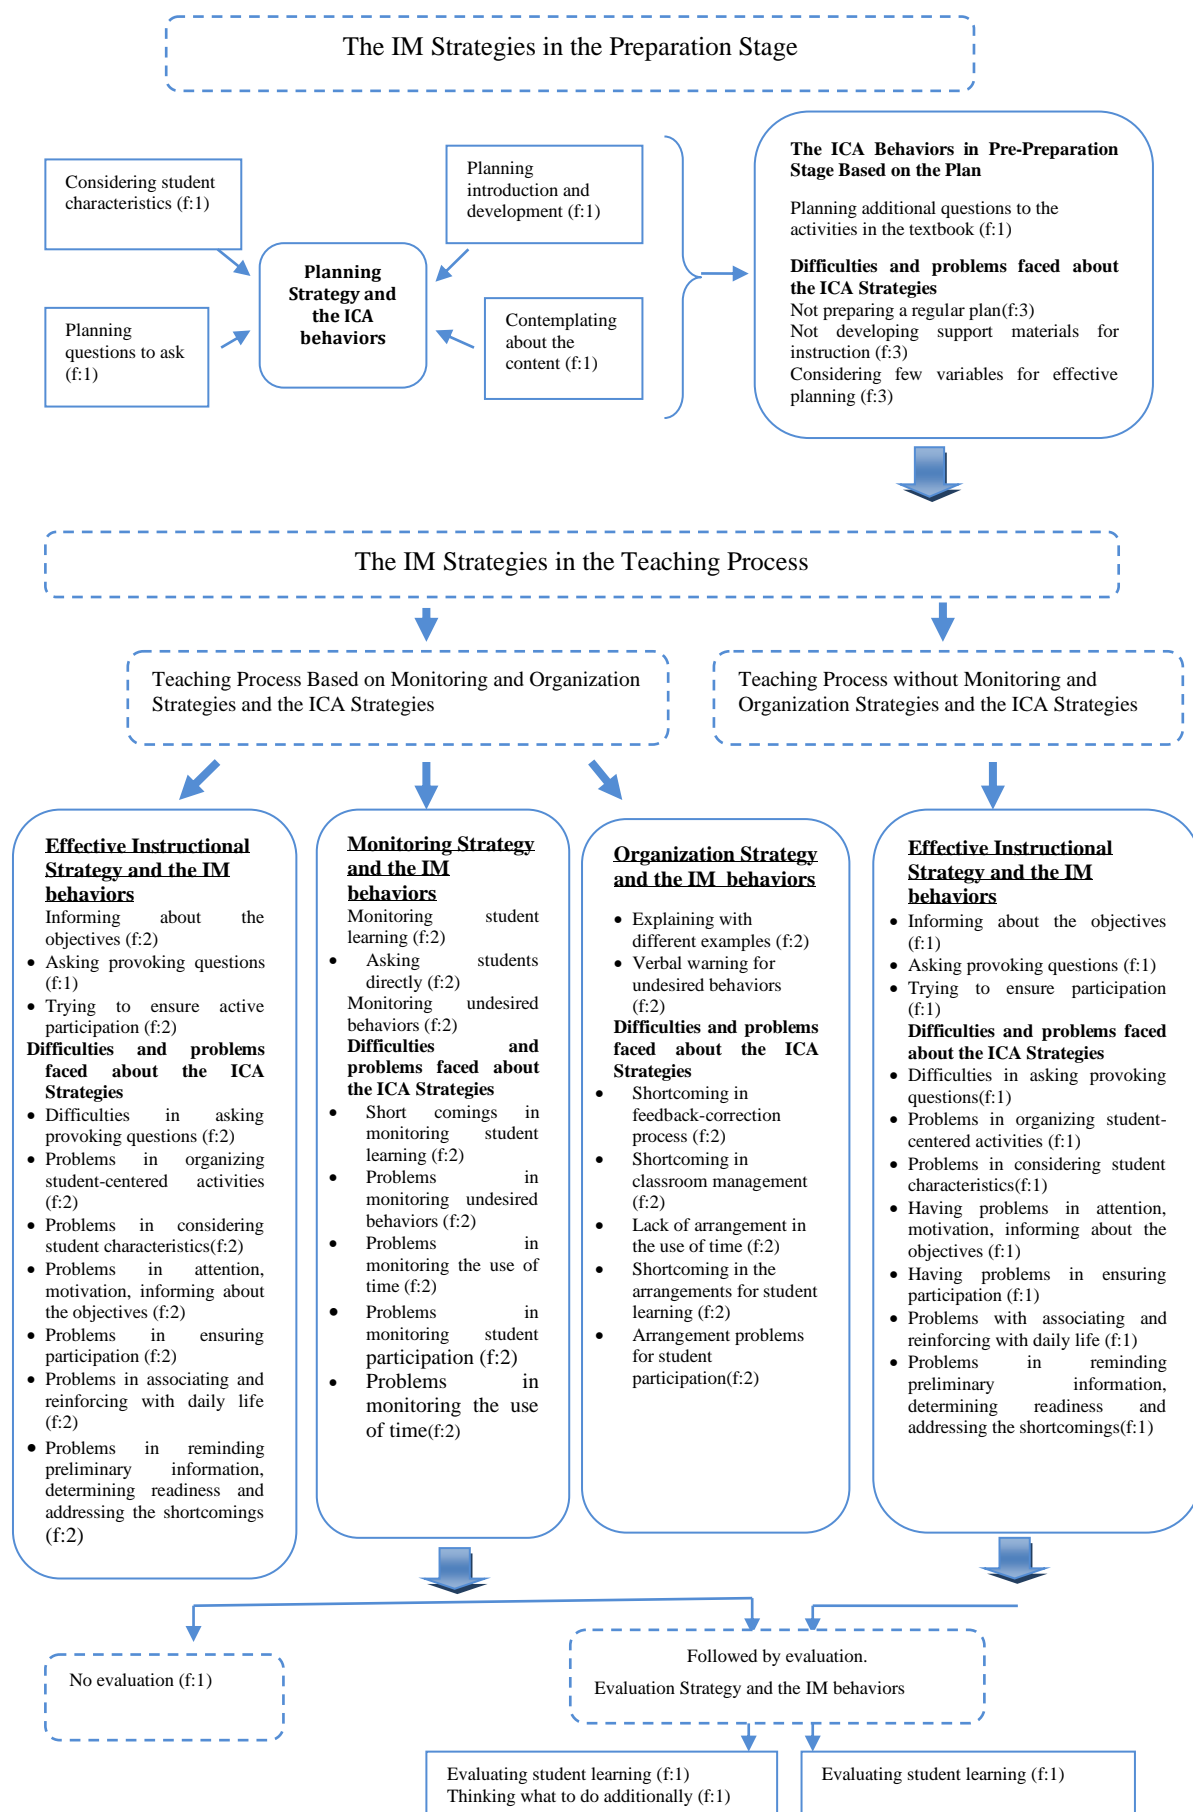 The IM Strategies in the Preparation Stage
Considering student
characteristics (f:1)
Planning
questions to ask
(f:1)
Planning
Strategy and
the ICA
behaviors
Planning
introduction and
development (f:1)
Contemplating
about the
content (f:1)
The ICA Behaviors in Pre-Preparation
Stage Based on the Plan
Planning additional questions to the
activities in the textbook (f:1)
Difficulties and problems faced about
the ICA Strategies
Not preparing a regular plan(f:3)
Not developing support materials for
instruction (f:3)
Considering few variables for effective
planning (f:3)
The IM Strategies in the Teaching Process
Teaching Process Based on Monitoring and Organization
Strategies and the ICA Strategies
Teaching Process without Monitoring and
Organization Strategies and the ICA Strategies
Effective Instructional
Strategy and the IM
behaviors
Informing about the
objectives (f:2)
• Asking provoking questions
(f:1)
• Trying to ensure active
participation (f:2)
Difficulties and problems
faced about the ICA
Strategies
• Difficulties in asking
provoking questions (f:2)
• Problems in organizing
student-centered activities
(f:2)
• Problems in considering
student characteristics(f:2)
• Problems in attention,
motivation, informing about
the objectives (f:2)
• Problems in ensuring
participation (f:2)
• Problems in associating and
reinforcing with daily life
(f:2)
• Problems in reminding
preliminary information,
determining readiness and
addressing the shortcomings
(f:2)
Monitoring Strategy
and the IM
behaviors
Monitoring student
learning (f:2)
• Asking students
directly (f:2)
Monitoring undesired
behaviors (f:2)
Difficulties and
problems faced about
the ICA Strategies
• Short comings in
monitoring student
learning (f:2)
• Problems in
monitoring undesired
behaviors (f:2)
• Problems in
monitoring the use of
time (f:2)
• Problems in
monitoring student
participation (f:2)
• Problems in
monitoring the use
of time(f:2)
Organization Strategy
and the IM behaviors
• Explaining with
different examples (f:2)
• Verbal warning for
undesired behaviors
(f:2)
Difficulties and problems
faced about the ICA
Strategies
• Shortcoming in
feedback-correction
process (f:2)
• Shortcoming in
classroom management
(f:2)
• Lack of arrangement in
the use of time (f:2)
• Shortcoming in the
arrangements for student
learning (f:2)
• Arrangement problems
for student
participation(f:2)
Effective Instructional
Strategy and the IM
behaviors
• Informing about the objectives
(f:1)
• Asking provoking questions (f:1)
• Trying to ensure participation
(f:1)
Difficulties and problems faced
about the ICA Strategies
• Difficulties in asking provoking
questions(f:1)
• Problems in organizing student-
centered activities (f:1)
• Problems in considering student
characteristics(f:1)
• Having problems in attention,
motivation, informing about the
objectives (f:1)
• Having problems in ensuring
participation (f:1)
• Problems with associating and
reinforcing with daily life (f:1)
• Problems in reminding
preliminary information,
determining readiness and
addressing the shortcomings(f:1)
No evaluation (f:1)
Followed by evaluation.
Evaluation Strategy and the IM behaviors
Evaluating student learning (f:1)
Thinking what to do additionally (f:1)
Evaluating student learning (f:1)